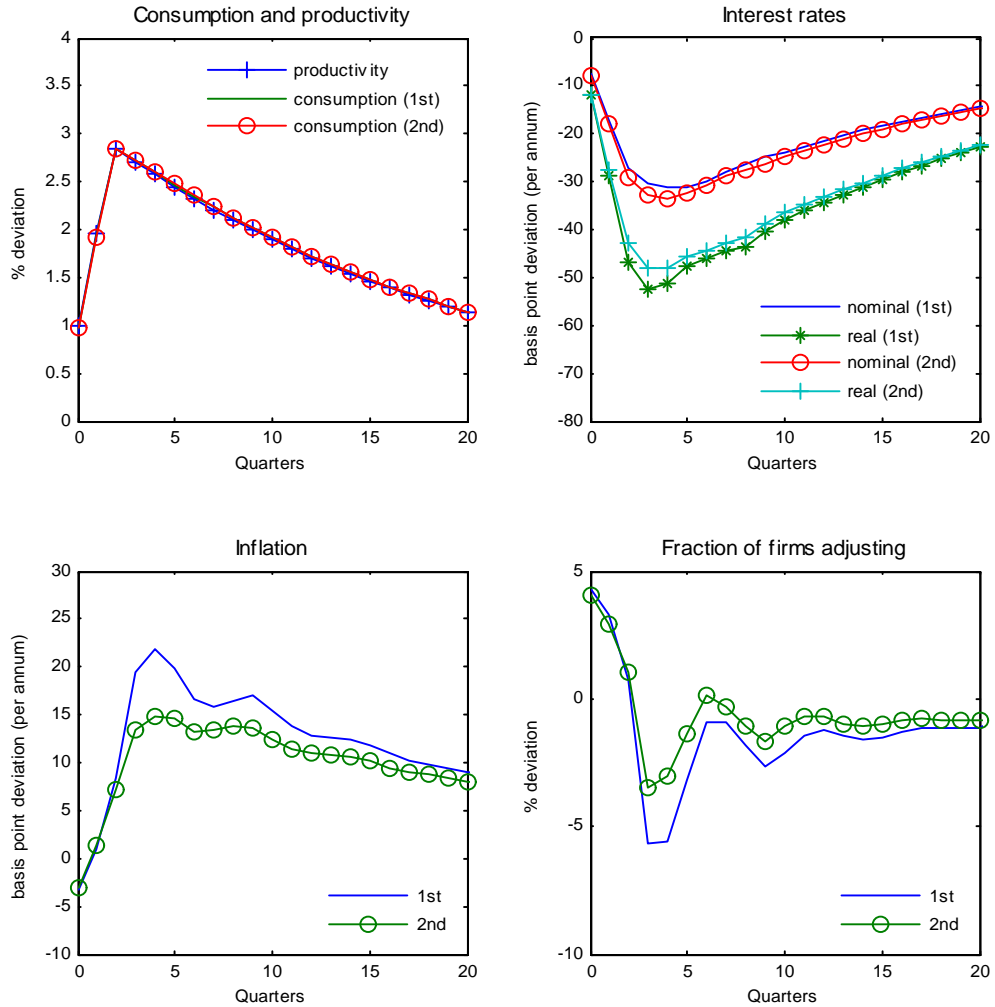 Consumption and productivity
4
3.5
3
2.5
2
1.5
1
0.5
0
% deviation
productivity
consumption (1st)
consumption (2nd)
0 5 10 15 20
Quarters
Interest rates
0
-10
-20
-30
-40
-50
-60
-70
-80
basis point deviation (per annum)
nominal (1st)
real (1st)
nominal (2nd)
real (2nd)
0 5 10 15 20
Quarters
Inflation
30
25
20
15
10
5
0
-5
-10
basis point deviation (per annum)
1st
2nd
0 5 10 15 20
Quarters
Fraction of firms adjusting
5
0
-5
-10
% deviation
1st
2nd
0 5 10 15 20
Quarters